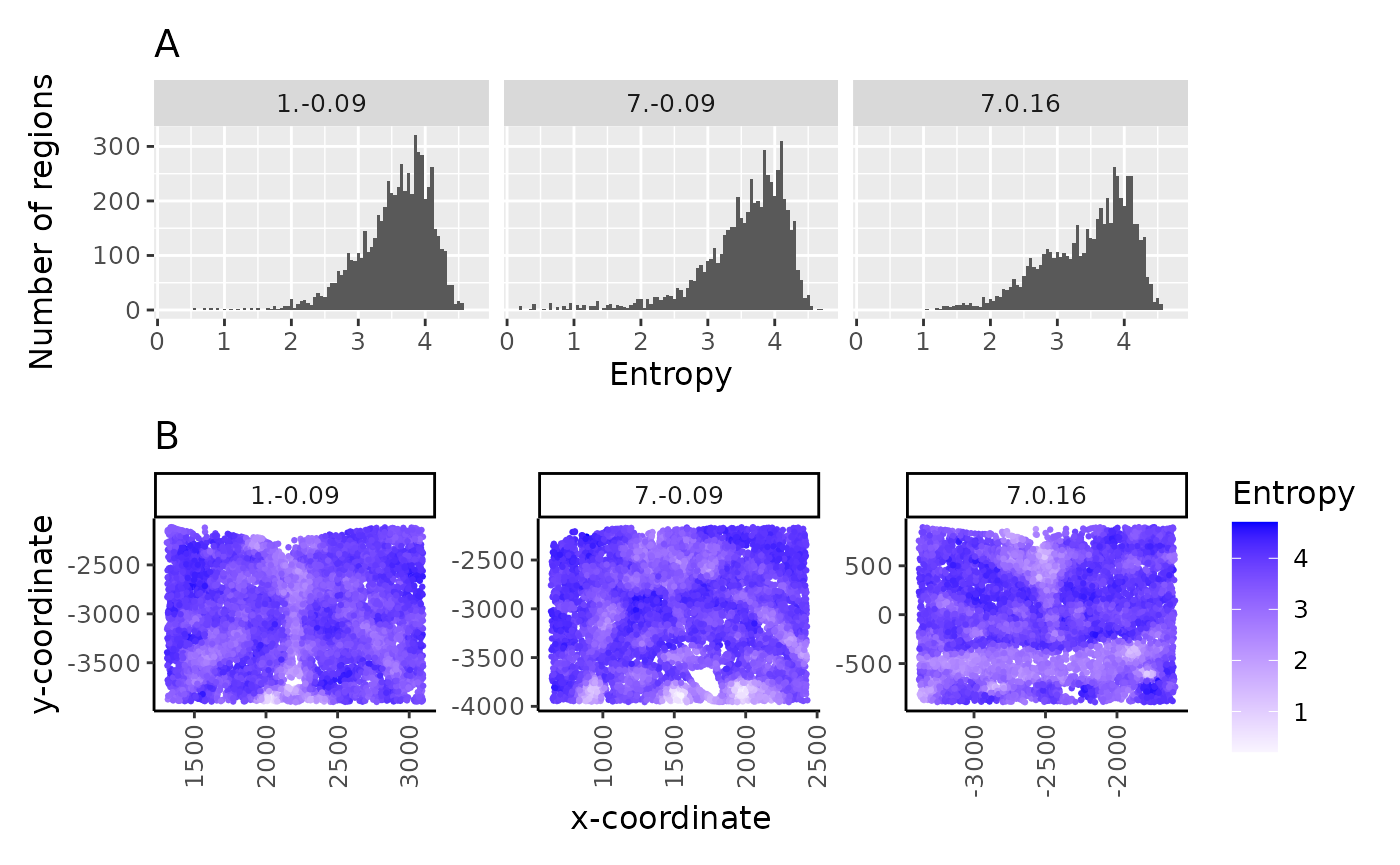 A
1.-0.09 7.-0.09 7.0.16
Number of regions
300
200
100
0
0 1 2 3 4 0 1 2 3 4 0 1 2 3 4
Entropy
B
1.-0.09 7.-0.09 7.0.16
y-coordinate
-2500
-3000
-3500
-2500
-3000
-3500
-4000
500
0
-500
1500 2000 2500 3000 1000 1500 2000 2500 -3000 -2500 -2000
x-coordinate
Entropy
4
3
2
1